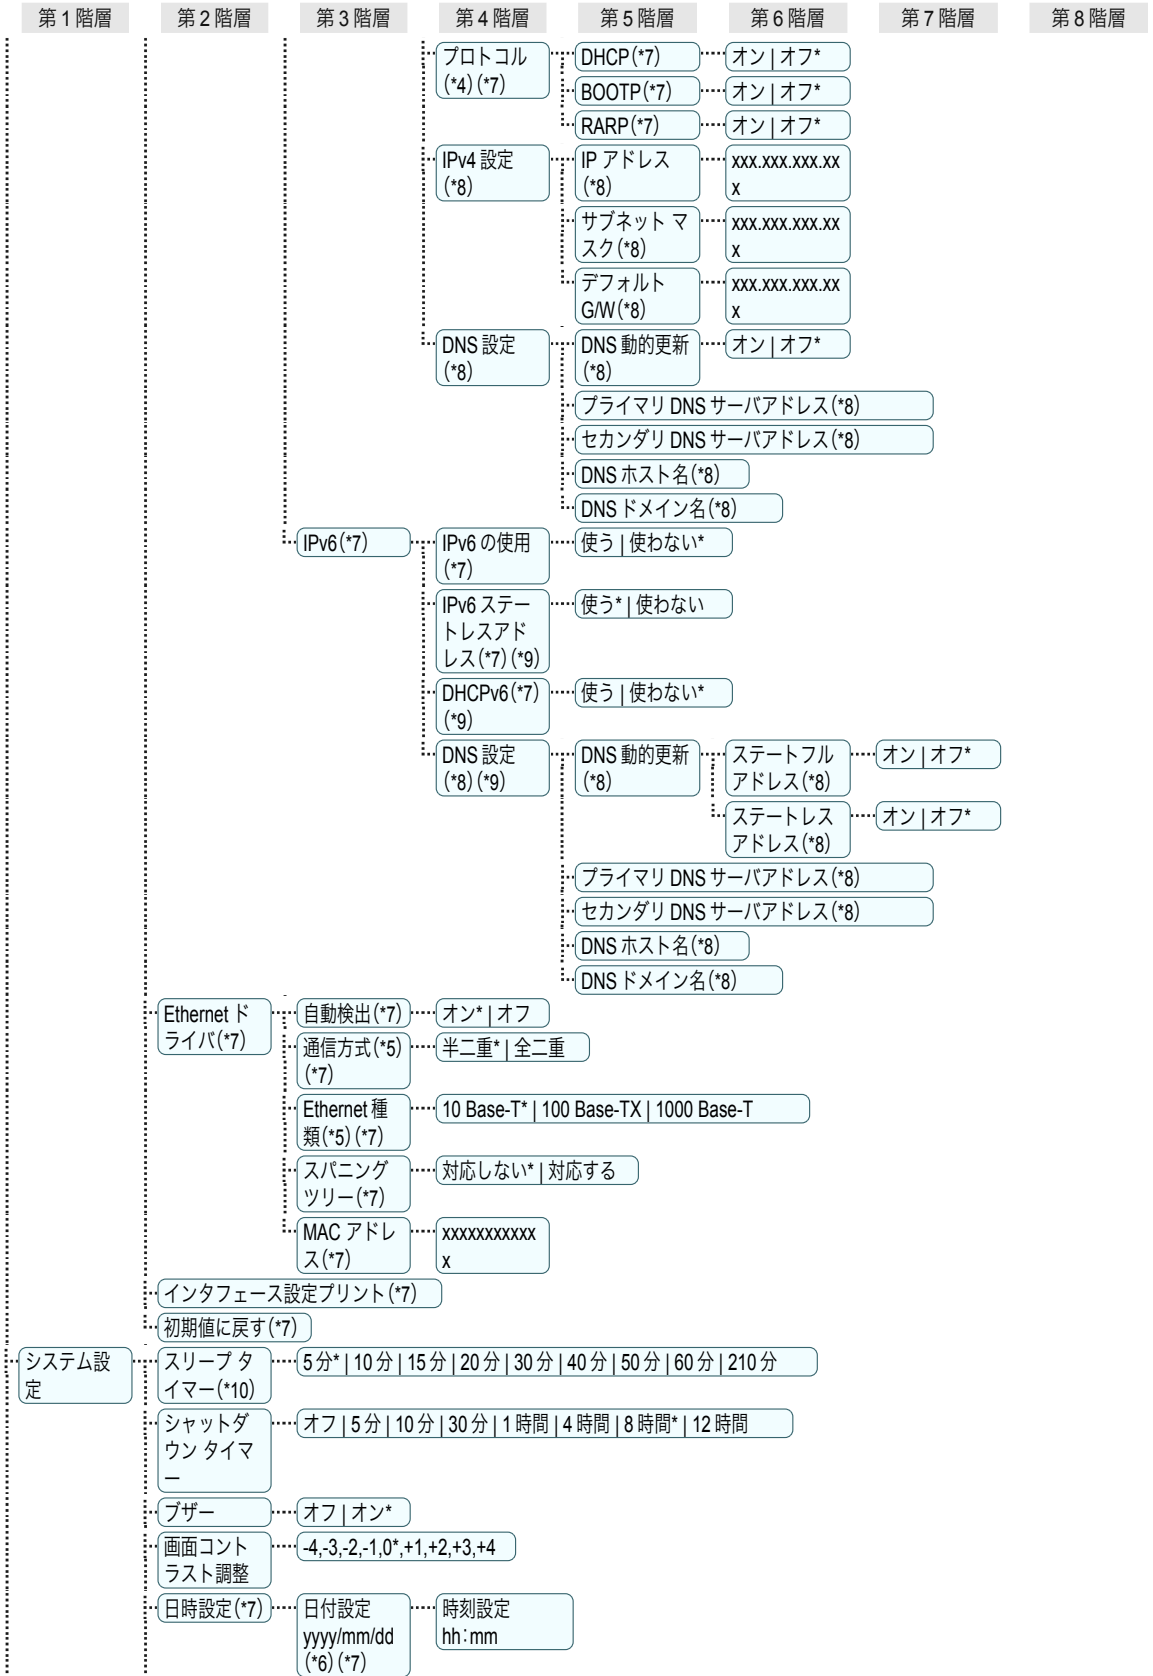 第 1 階層 第 2 階層 第 3 階層 第 4 階層 第 5 階層 第 6 階層 第 7 階層 第 8 階層
プロトコル
(*4)(*7)
DHCP(*7)
オン | オフ*
BOOTP(*7)
オン | オフ*
RARP(*7)
オン | オフ*
IPv4 設定
(*8)
IP アドレス
(*8)
xxx.xxx.xxx.xx
x
サブネット マ
スク(*8)
xxx.xxx.xxx.xx
x
デフォルト
G/W(*8)
xxx.xxx.xxx.xx
x
DNS 設定
(*8)
DNS 動的更新
(*8)
オン | オフ*
プライマリ DNS サーバアドレス(*8)
セカンダリ DNS サーバアドレス(*8)
DNS ホスト名(*8)
DNS ドメイン名(*8)
IPv6(*7)
IPv6 の使用
(*7)
使う | 使わない*
IPv6 ステー
トレスアド
レス(*7)(*9)
使う* | 使わない
DHCPv6(*7)
(*9)
使う | 使わない*
DNS 設定
(*8)(*9)
DNS 動的更新
(*8)
ステートフル
アドレス(*8)
オン | オフ*
ステートレス
アドレス(*8)
オン | オフ*
プライマリ DNS サーバアドレス(*8)
セカンダリ DNS サーバアドレス(*8)
DNS ホスト名(*8)
DNS ドメイン名(*8)
Ethernet ド
ライバ(*7)
自動検出(*7)
オン* | オフ
通信方式(*5)
(*7)
半二重* | 全二重
Ethernet 種
類(*5)(*7)
10 Base-T* | 100 Base-TX | 1000 Base-T
スパニング
ツリー(*7)
対応しない* | 対応する
MAC アドレ
ス(*7)
xxxxxxxxxxx
x
インタフェース設定プリント(*7)
初期値に戻す(*7)
システム設
定
スリープ タ
イマー(*10)
5 分* | 10 分 | 15 分 | 20 分 | 30 分 | 40 分 | 50 分 | 60 分 | 210 分
シャットダ
ウン タイマ
ー
オフ | 5 分 | 10 分 | 30 分 | 1 時間 | 4 時間 | 8 時間* | 12 時間
ブザー
オフ | オン*
画面コント
ラスト調整
-4,-3,-2,-1,0*,+1,+2,+3,+4
日時設定(*7)
日付設定
yyyy/mm/dd
(*6)(*7)
時刻設定
hh:mm